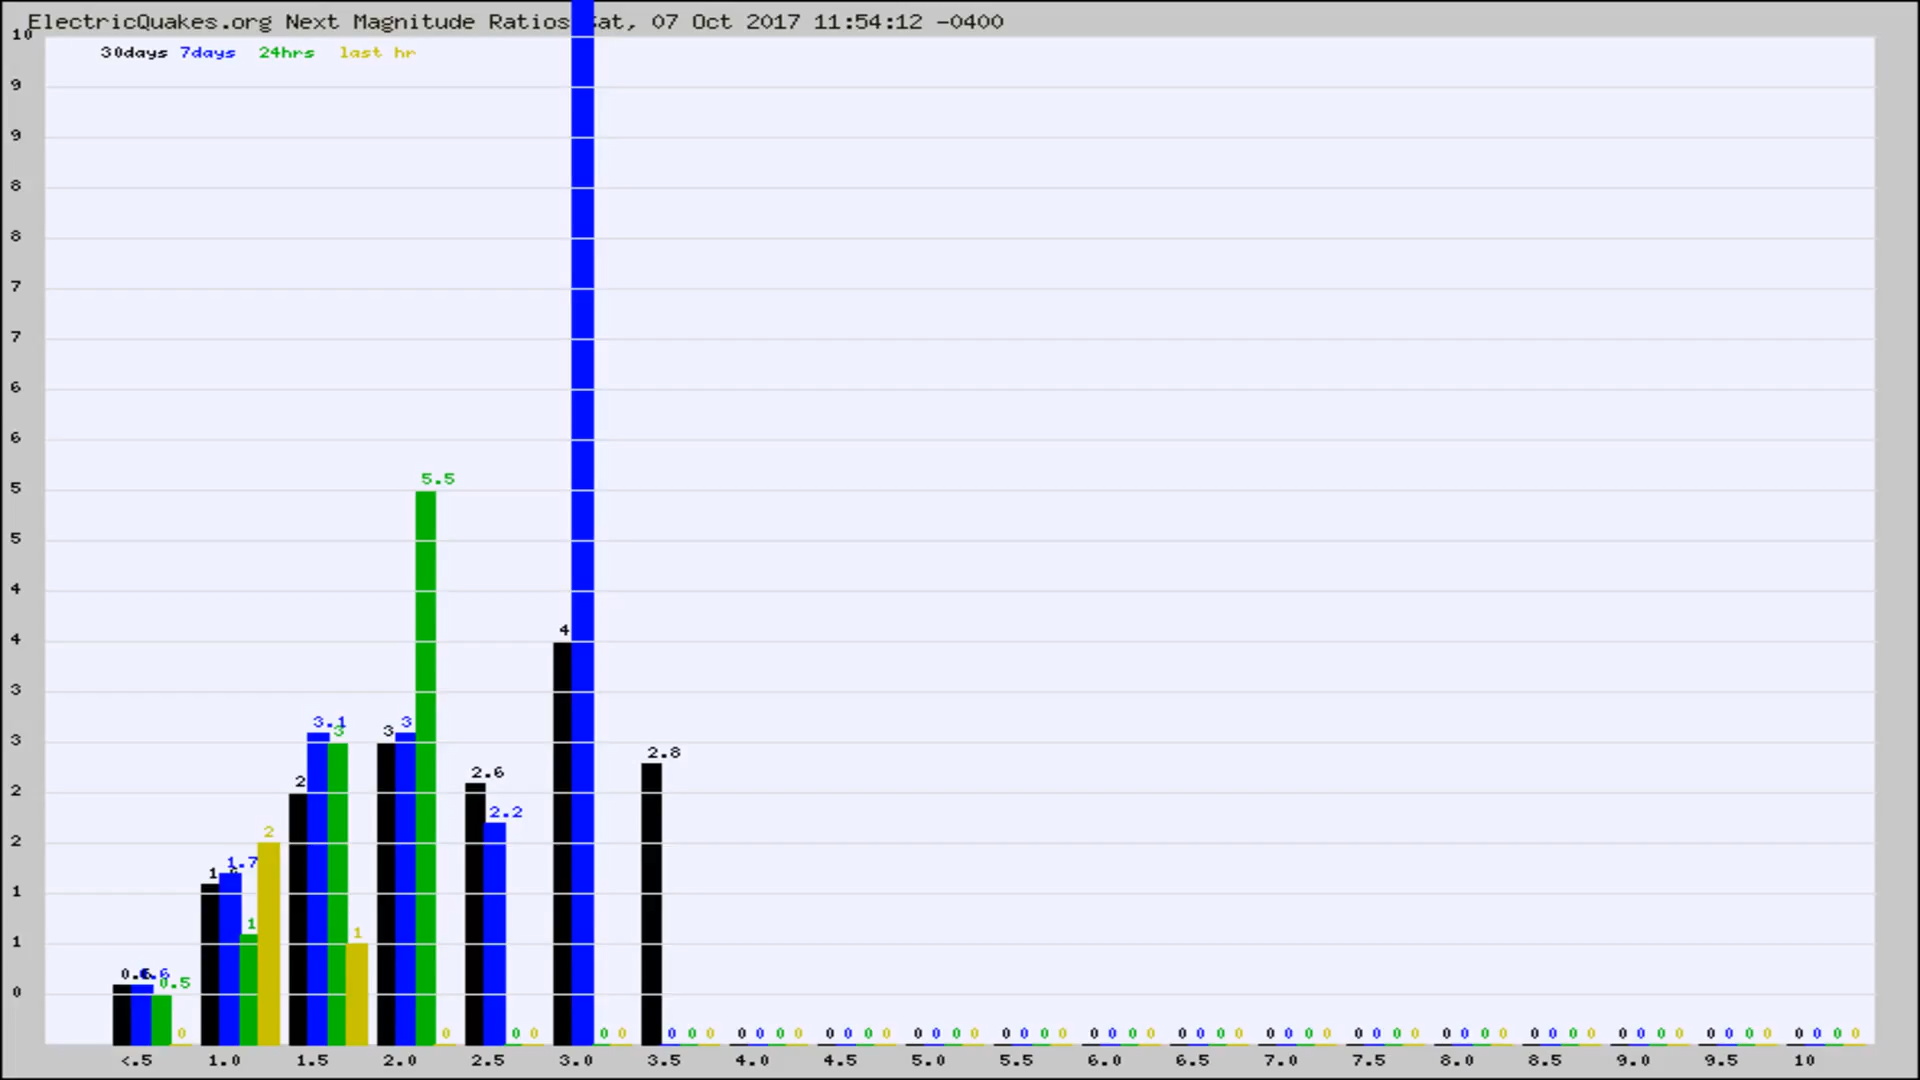 ElectricQuakes.org Next Magnitude Ratios Sat, 07 Oct 2017 11:54:12 -0400
30days 7days 24hrs last hr
10
9
9
8
8
7
7
6
6
5
5
4
4
3
3
2
2
1
1
0
0.6 0.5 0
1 1.7 1 2
2 3.1 3 1
3 3 5.5 0
2.6 2.2 0 0
4 0 0
2.8 0 0 0
0 0 0 0
0 0 0 0
0 0 0 0
0 0 0 0
0 0 0 0
0 0 0 0
0 0 0 0
0 0 0 0
0 0 0 0
0 0 0 0
0 0 0 0
0 0 0 0
0 0 0 0
<.5 1.0 1.5 2.0 2.5 3.0 3.5 4.0 4.5 5.0 5.5 6.0 6.5 7.0 7.5 8.0 8.5 9.0 9.5 10